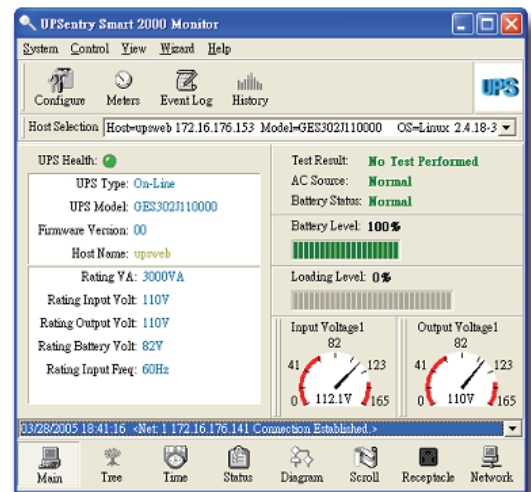 UPSentry Smart 2000 Monitor
System Control View Wizard Help
Configure Meters Event Log History
UPS
Host Selection Host=upsweb 172.16.176.153 Model=GES302J110000 OS=Linux 2.4.18-3
UPS Health:
UPS Type: On-Line
UPS Model: GES302J110000
Firmware Version: 00
Host Name: upsweb
Rating VA: 3000VA
Rating Input Volt: 110V
Rating Output Volt: 110V
Rating Battery Volt: 82V
Rating Input Freq: 60Hz
Test Result: No Test Performed
AC Source: Normal
Battery Status: Normal
Battery Level: 100%
Loading Level: 0%
Input Voltage1
82
41 123
0 112.1V 165
Output Voltage1
82
41 123
0 110V 165
03/28/2005 18:41:16 <Net: 1 172.16.176.141 Connection Established.>
Main Tree Time Status Diagram Scroll Receptacle Network